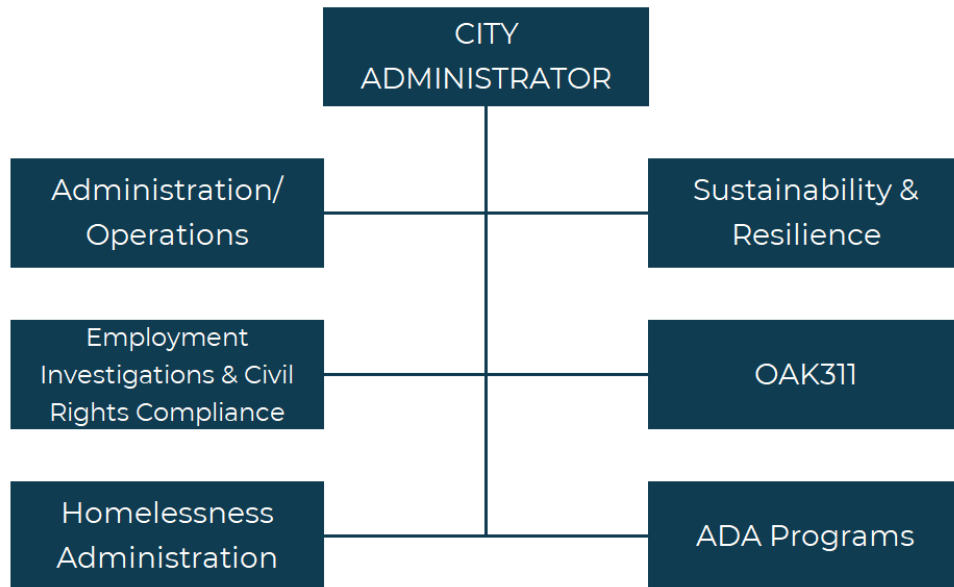 CITY
ADMINISTRATOR
Administration/
Operations
Sustainability &
Resilience
Employment
Investigations & Civil
Rights Compliance
OAK311
Homelessness
Administration
ADA Programs